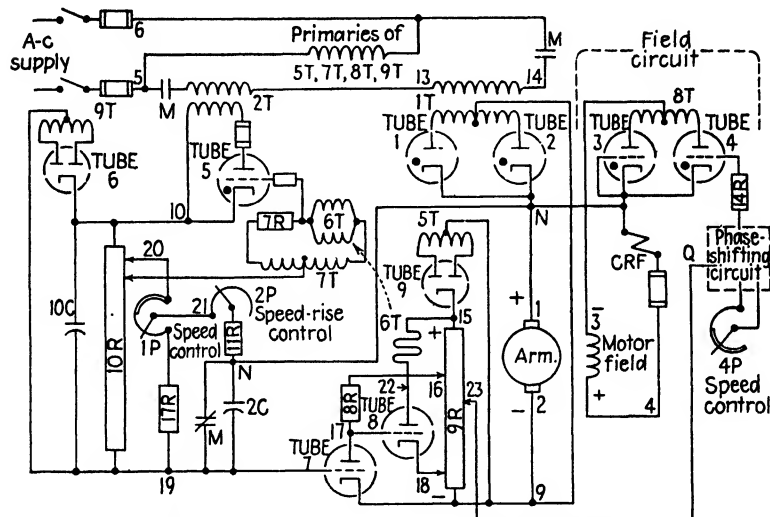 A-c
supply
6
5
9T
M
Primaries of
5T, 7T, 8T, 9T
2T
13
14
M
1T
Field
circuit
8T
TUBE
6
TUBE
5
TUBE
1
TUBE
2
TUBE
3
TUBE
4
10
7R
6T
7T
5T
N
14R
Phase-
shifting
circuit
Q
CRF
20
10C
10R
1P
Speed
control
21
2P
Speed-rise
control
11R
TUBE
9
6T
15
+
+
1
Arm.
-
2
3
-
Motor
field
+
4
4P
Speed
control
N
17R
M
2C
16
23
22
8R
TUBE
8
9R
17
TUBE
7
18
-
19
9